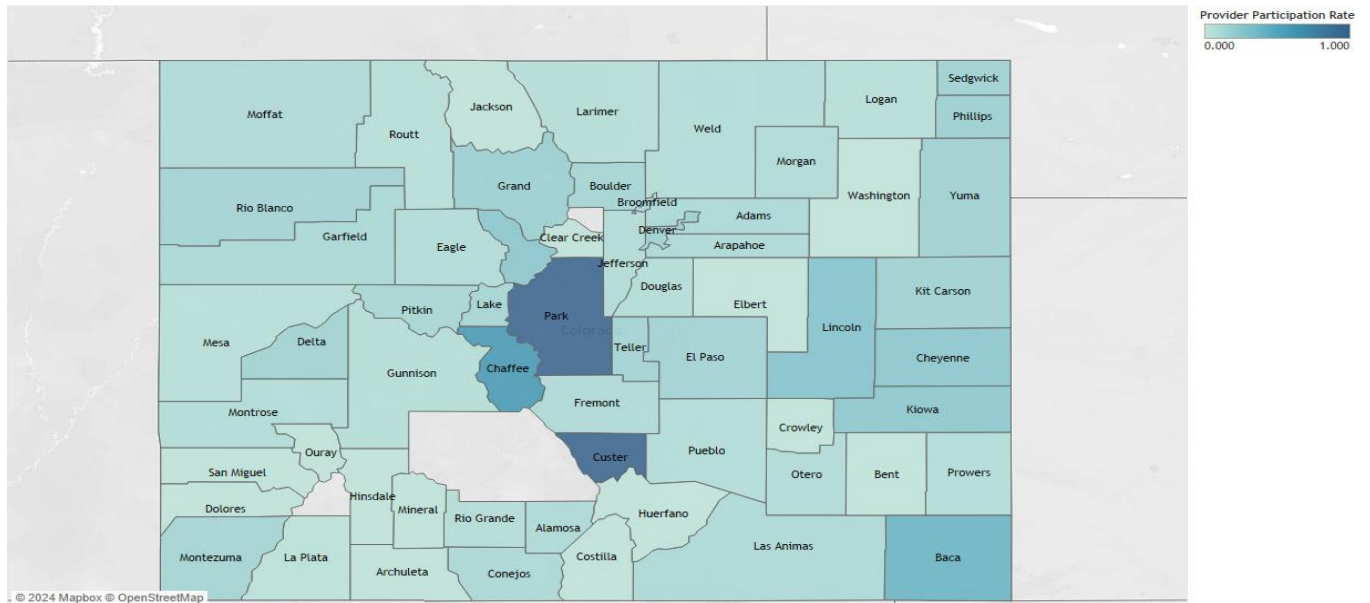 Provider Participation Rate
0.000 1.000
Sedgwick
Logan
Jackson
Larimer
Moffat
Phillips
Weld
Routt
Morgan
Grand
Boulder
Washington
Yuma
Broomfield
Rio Blanco
Adams
Denver
Garfield
Clear Creek
Eagle
Arapahoe
Jefferson
Douglas
Kit Carson
Elbert
Lake
Pitkin
Park
Colorado
Lincoln
Mesa
Delta
Teller
El Paso
Cheyenne
Chaffee
Gunnison
Fremont
Kiowa
Montrose
Crowley
Ouray
Pueblo
Custer
San Miguel
Otero
Bent
Prowers
Hinsdale
Dolores
Mineral
Huerfano
Rio Grande
Alamosa
Las Animas
Montezuma
La Plata
Costilla
Baca
Archuleta
Conejos
© 2024 Mapbox © OpenStreetMap